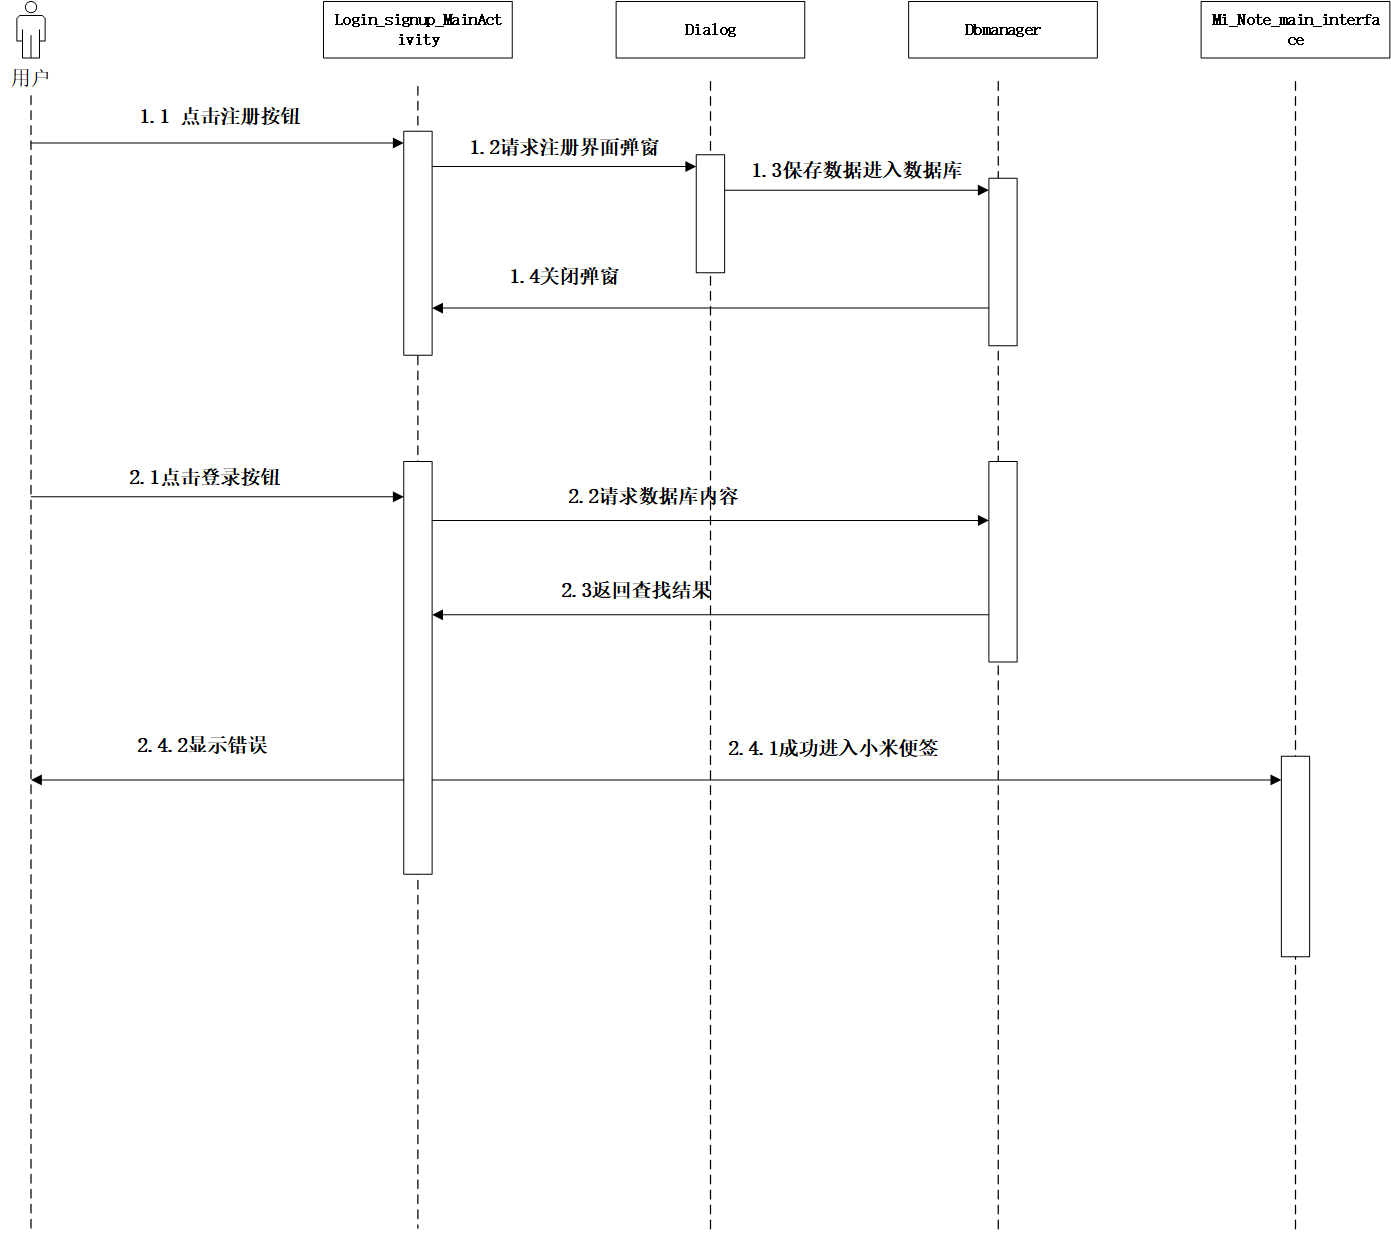 用户
Login_signup_MainAct
ivity
Dialog
Dbmanager
Mi_Note_main_interfa
ce
1.1 点击注册按钮
1.2请求注册界面弹窗
1.3保存数据进入数据库
1.4关闭弹窗
2.1点击登录按钮
2.2请求数据库内容
2.3返回查找结果
2.4.2显示错误
2.4.1成功进入小米便签